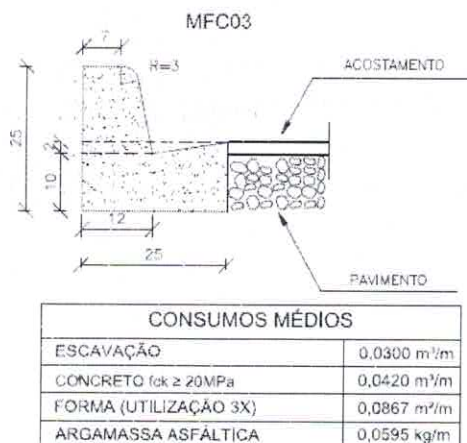 MFC03
7
R=3
ACOSTAMENTO
25
2
10
12
25
PAVIMENTO
CONSUMOS MÉDIOS
ESCAVAÇÃO 0,0300 m³/m
CONCRETO fck ≥ 20MPa 0,0420 m³/m
FORMA (UTILIZAÇÃO 3X) 0,0867 m²/m
ARGAMASSA ASFÁLTICA 0,0595 kg/m